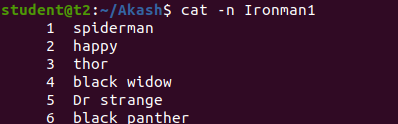 student@t2:~/Akash$ cat -n Ironman1
1 spiderman
2 happy
3 thor
4 black widow
5 Dr strange
6 black panther